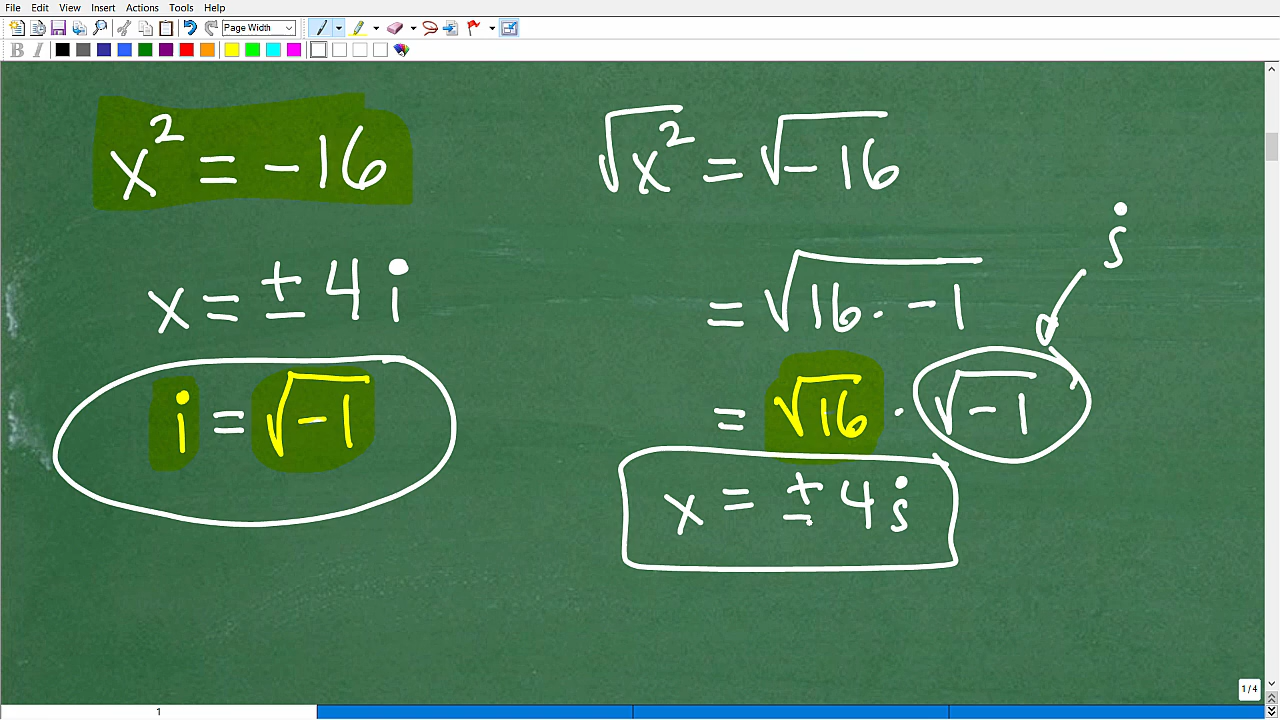 File Edit View Insert Actions Tools Help
Page Width
B I
x² = -16
x = ± 4i
i = √-1
√x² = √-16
i
= √16 · -1
= √16 · √-1
x = ± 4i
1/4
1